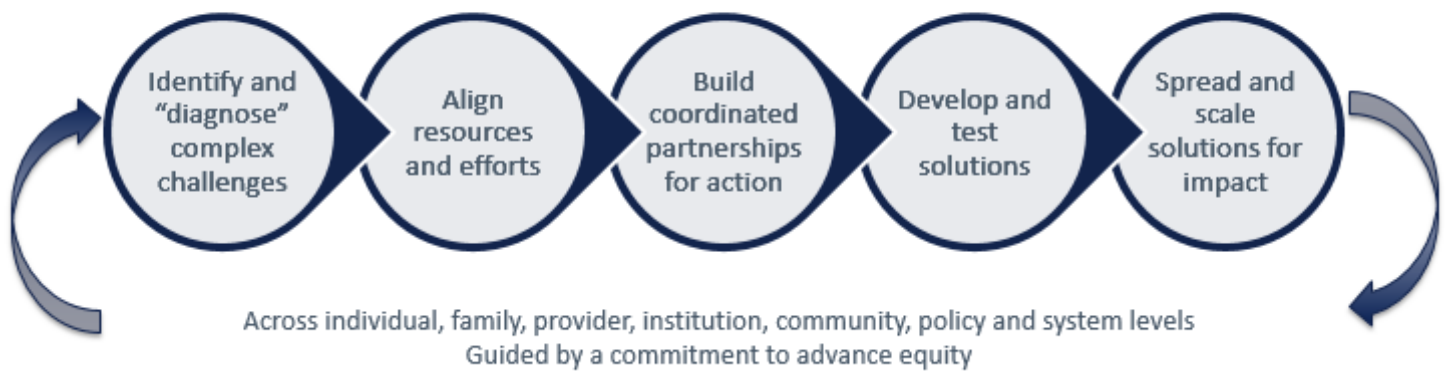 Identify and
“diagnose”
complex
challenges
Align
resources
and efforts
Build
coordinated
partnerships
for action
Develop and
test
solutions
Spread and
scale
solutions for
impact
Across individual, family, provider, institution, community, policy and system levels
Guided by a commitment to advance equity